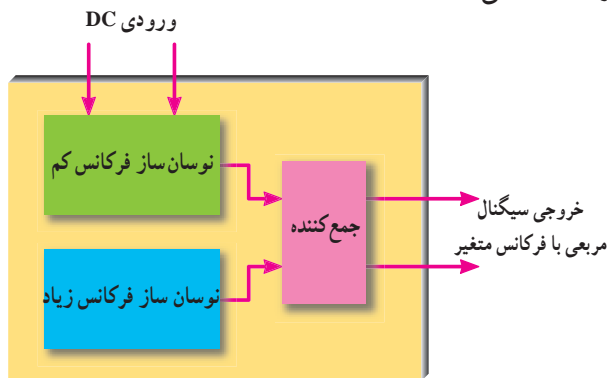 ورودی DC
نوسان‌ساز فرکانس کم
جمع‌کننده
خروجی سیگنال
مربعی با فرکانس متغیر
نوسان ساز فرکانس زیاد